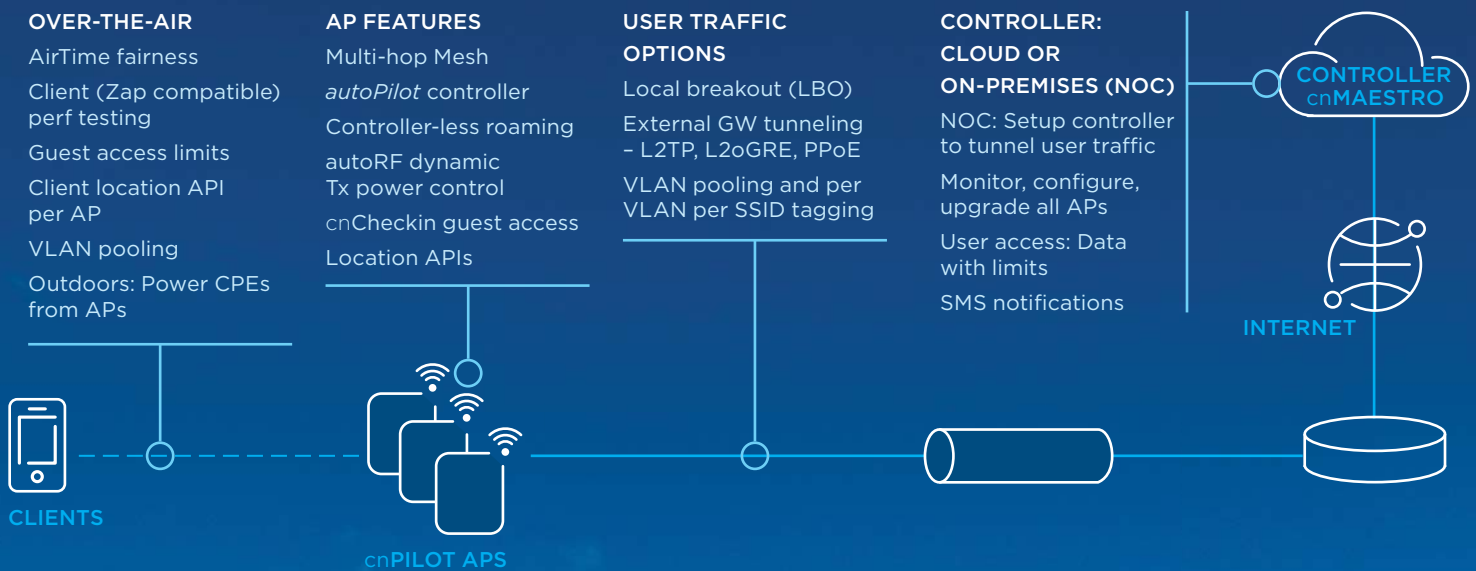 OVER-THE-AIR
AirTime fairness
Client (Zap compatible)
perf testing
Guest access limits
Client location API
per AP
VLAN pooling
Outdoors: Power CPEs
from APs
AP FEATURES
Multi-hop Mesh
autoPilot controller
Controller-less roaming
autoRF dynamic
Tx power control
cnCheckin guest access
Location APIs
USER TRAFFIC
OPTIONS
Local breakout (LBO)
External GW tunneling
– L2TP, L2oGRE, PPoE
VLAN pooling and per
VLAN per SSID tagging
CONTROLLER:
CLOUD OR
ON-PREMISES (NOC)
NOC: Setup controller
to tunnel user traffic
Monitor, configure,
upgrade all APs
User access: Data
with limits
SMS notifications
CONTROLLER
cnMAESTRO
INTERNET
CLIENTS
cnPILOT APS